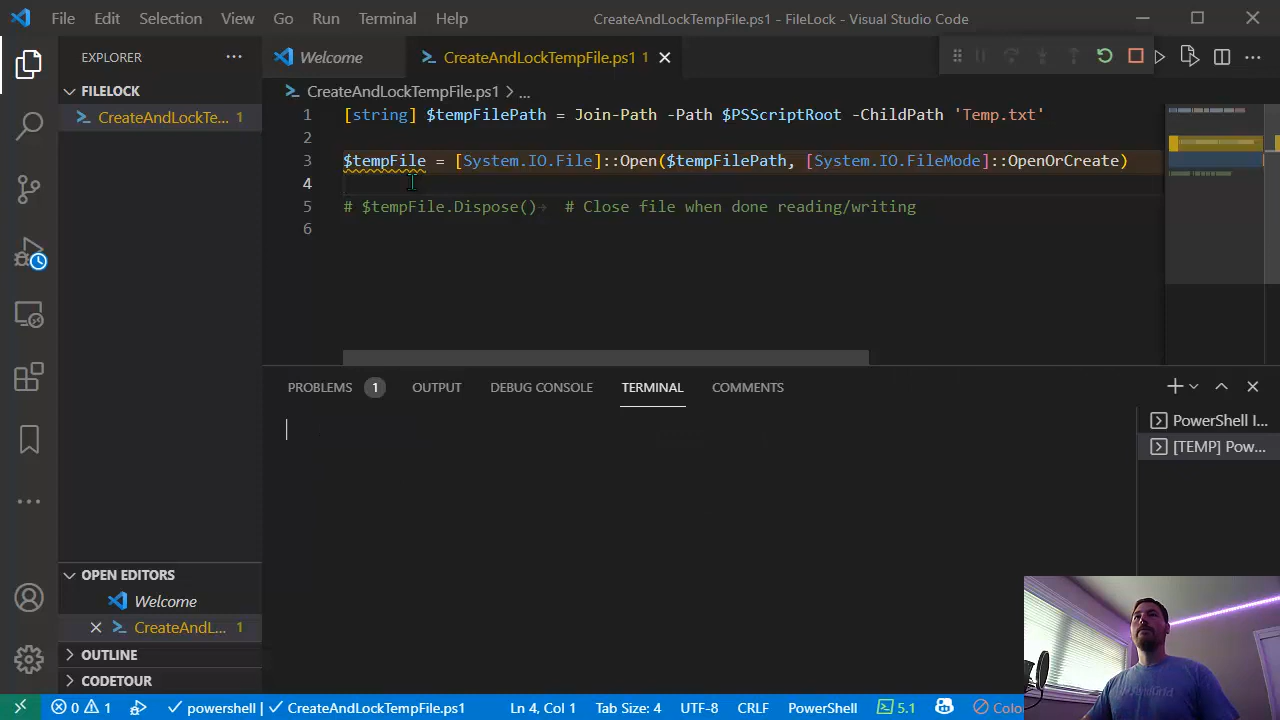 File Edit Selection View Go Run Terminal Help CreateAndLockTempFile.ps1 - FileLock - Visual Studio Code
EXPLORER
Welcome
CreateAndLockTempFile.ps1 1
FILELOCK
CreateAndLockTe... 1
CreateAndLockTempFile.ps1 > ...
1 [string] $tempFilePath = Join-Path -Path $PSScriptRoot -ChildPath 'Temp.txt'
2
3 $tempFile = [System.IO.File]::Open($tempFilePath, [System.IO.FileMode]::OpenOrCreate)
4
5 # $tempFile.Dispose() # Close file when done reading/writing
6
PROBLEMS 1 OUTPUT DEBUG CONSOLE TERMINAL COMMENTS
PowerShell I...
[TEMP] Pow...
OPEN EDITORS
Welcome
CreateAndL... 1
OUTLINE
CODETOUR
0 1 powershell | CreateAndLockTempFile.ps1 Ln 4, Col 1 Tab Size: 4 UTF-8 CRLF PowerShell 5.1 Colo